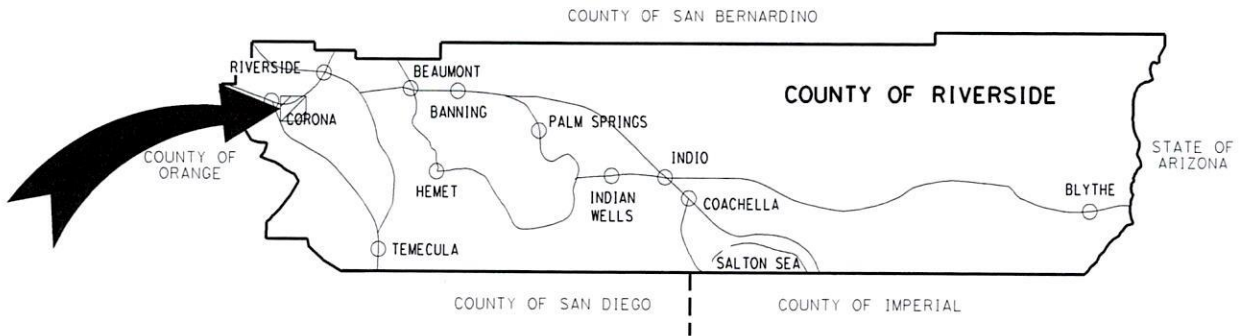 COUNTY OF SAN BERNARDINO
RIVERSIDE
BEAUMONT
COUNTY OF RIVERSIDE
BANNING
CORONA
PALM SPRINGS
COUNTY OF
ORANGE
STATE OF
ARIZONA
INDIO
HEMET
INDIAN
WELLS
BLYTHE
COACHELLA
TEMECULA
SALTON SEA
COUNTY OF SAN DIEGO
COUNTY OF IMPERIAL